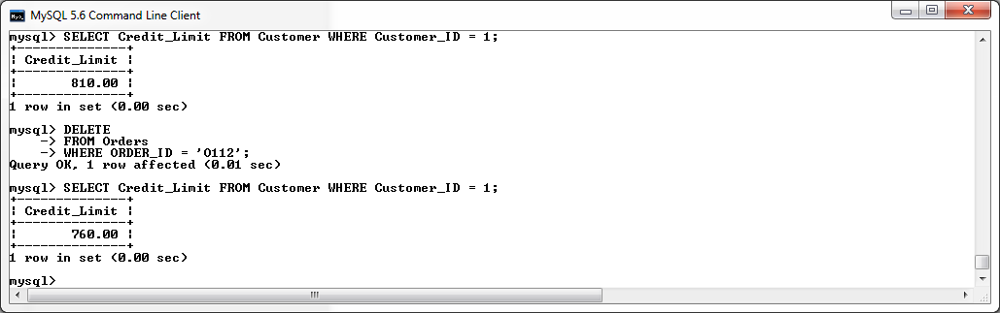 MySQL 5.6 Command Line Client
mysql> SELECT Credit_Limit FROM Customer WHERE Customer_ID = 1;
+--------------+
¦ Credit_Limit ¦
+--------------+
¦       810.00 ¦
+--------------+
1 row in set (0.00 sec)
mysql> DELETE
    -> FROM Orders
    -> WHERE ORDER_ID = 'O112';
Query OK, 1 row affected (0.01 sec)
mysql> SELECT Credit_Limit FROM Customer WHERE Customer_ID = 1;
+--------------+
¦ Credit_Limit ¦
+--------------+
¦       760.00 ¦
+--------------+
1 row in set (0.00 sec)
mysql>